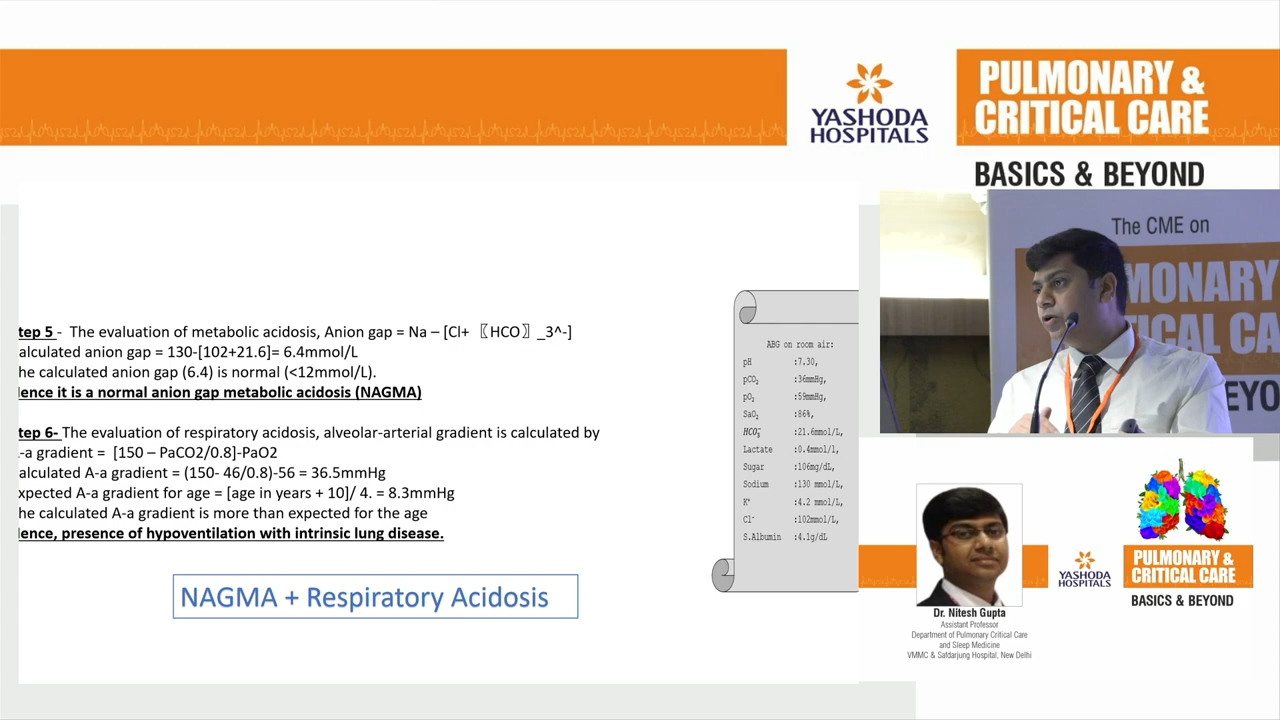 YASHODA
HOSPITALS
PULMONARY &
CRITICAL CARE
BASICS & BEYOND
The CME on
MONARY
ICAL CA
EYO
tep 5 - The evaluation of metabolic acidosis, Anion gap = Na – [Cl+ 〖HCO〗_3^-]
alculated anion gap = 130-[102+21.6]= 6.4mmol/L
he calculated anion gap (6.4) is normal (<12mmol/L).
lence it is a normal anion gap metabolic acidosis (NAGMA)
tep 6- The evaluation of respiratory acidosis, alveolar-arterial gradient is calculated by
-a gradient = [150 – PaCO2/0.8]-PaO2
alculated A-a gradient = (150- 46/0.8)-56 = 36.5mmHg
xpected A-a gradient for age = [age in years + 10]/ 4. = 8.3mmHg
he calculated A-a gradient is more than expected for the age
lence, presence of hypoventilation with intrinsic lung disease.
NAGMA + Respiratory Acidosis
ABG on room air:
pH :7.30,
pCO₂ :36mmHg,
pO₂ :59mmHg,
SaO₂ :86%,
HCO₃⁻ :21.6mmol/L,
Lactate :0.4mmol/l,
Sugar :106mg/dL,
Sodium :130 mmol/L,
K⁺ :4.2 mmol/L,
Cl⁻ :102mmol/L,
S.Albumin :4.1g/dL
Dr. Nitesh Gupta
Assistant Professor
Department of Pulmonary Critical Care
and Sleep Medicine
VMMC & Safdarjung Hospital, New Delhi
YASHODA
HOSPITALS
PULMONARY &
CRITICAL CARE
BASICS & BEYOND